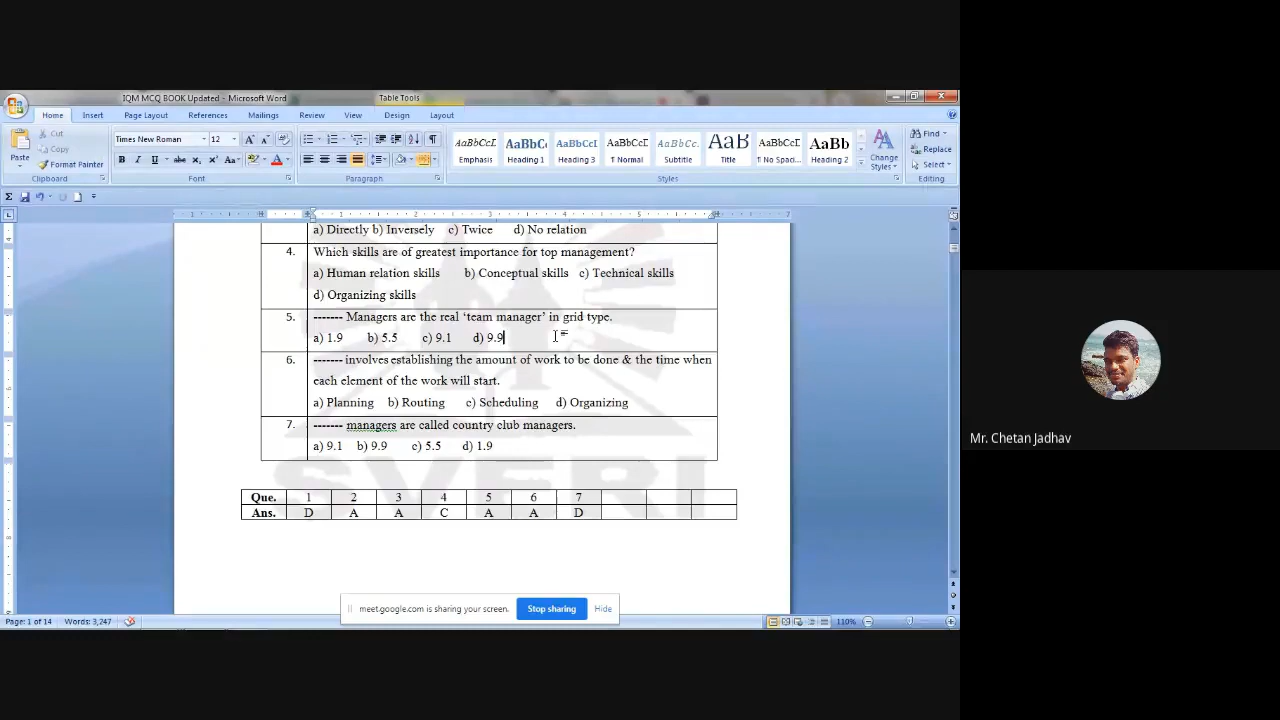 IQM MCQ BOOK Updated - Microsoft Word
Table Tools
Home Insert Page Layout References Mailings Review View Design Layout
Paste
Cut
Copy
Format Painter
Clipboard
Times New Roman 12
Font
Paragraph
AaBbCcL AaBbC AaBbCcI AaBbCcI AaBbCc. AaB AaBbCcI AaBb
Emphasis Heading 1 Heading 3 ¶ Normal Subtitle Title ¶ No Spaci... Heading 2
Change Styles
Styles
Find
Replace
Select
Editing
a) Directly b) Inversely c) Twice d) No relation
4. Which skills are of greatest importance for top management?
a) Human relation skills b) Conceptual skills c) Technical skills
d) Organizing skills
5. ------- Managers are the real ‘team manager’ in grid type.
a) 1.9 b) 5.5 c) 9.1 d) 9.9
6. ------- involves establishing the amount of work to be done & the time when
each element of the work will start.
a) Planning b) Routing c) Scheduling d) Organizing
7. ------- managers are called country club managers.
a) 9.1 b) 9.9 c) 5.5 d) 1.9
SVERI
Que. 1 2 3 4 5 6 7
Ans. D A A C A A D
meet.google.com is sharing your screen. Stop sharing Hide
Page: 1 of 14 Words: 3,247 110%
Mr. Chetan Jadhav